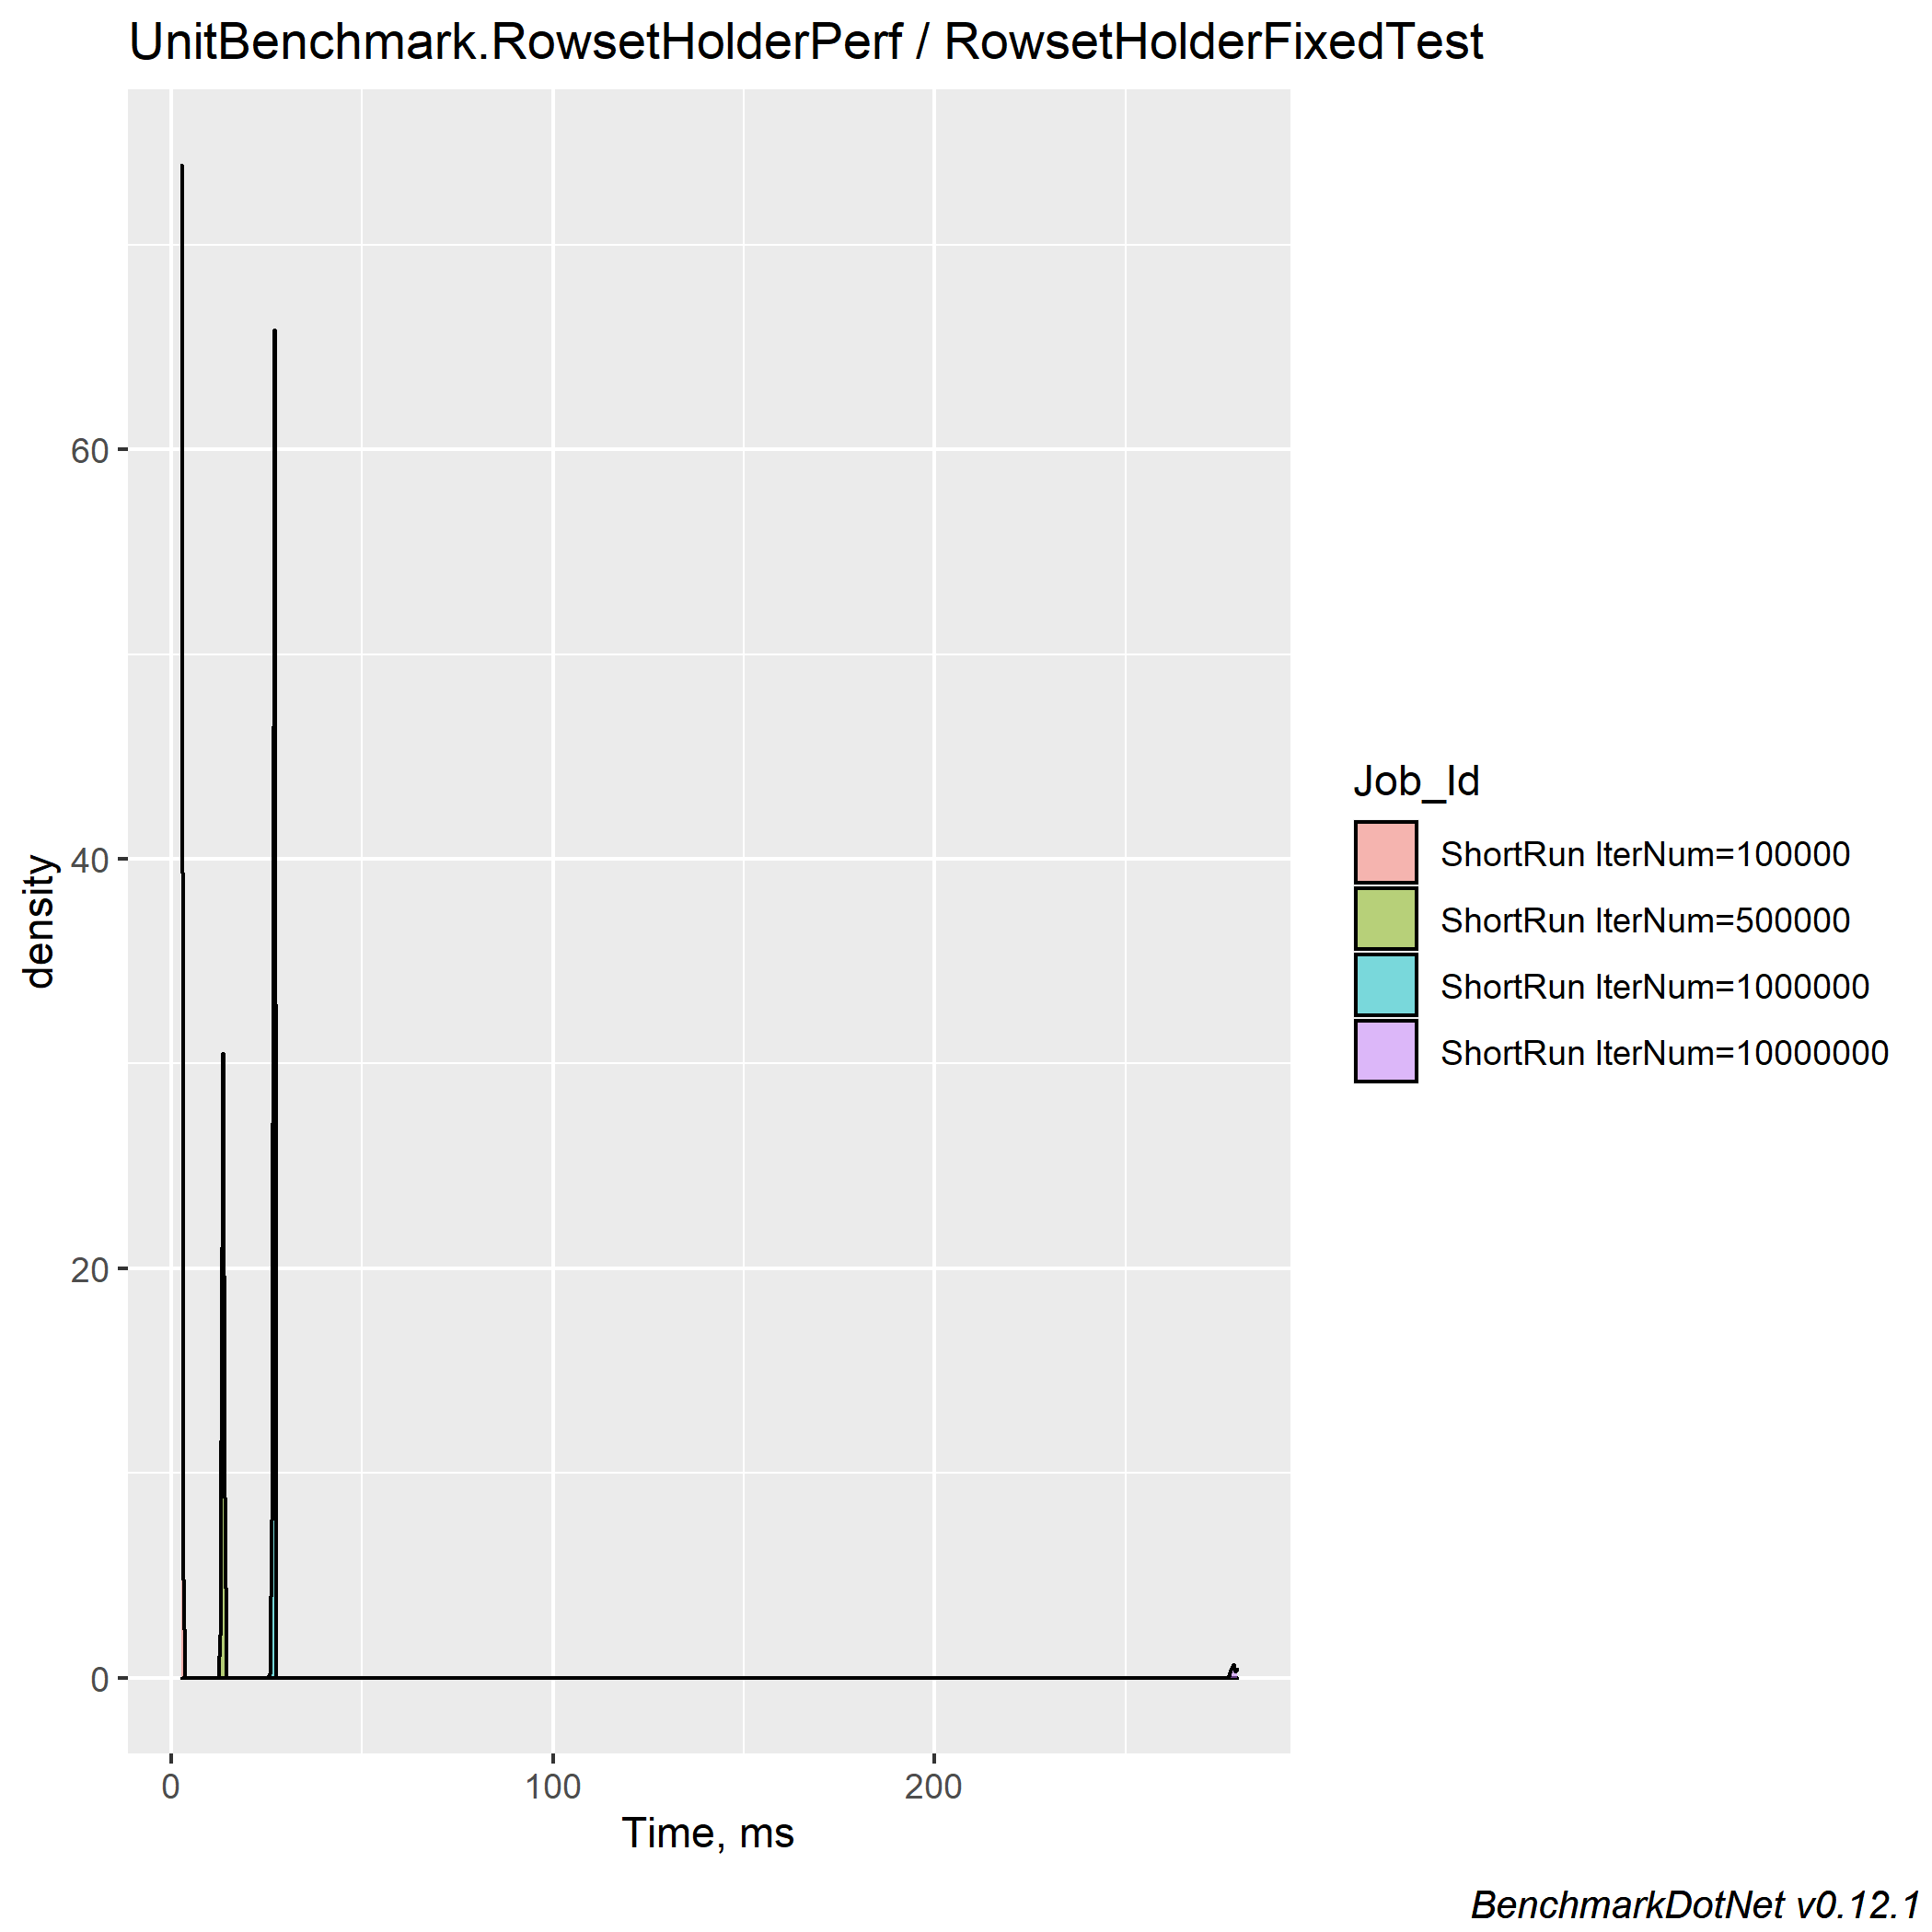 UnitBenchmark.RowsetHolderPerf / RowsetHolderFixedTest
density
60
40
20
0
0
100
200
Time, ms
Job_Id
ShortRun IterNum=100000
ShortRun IterNum=500000
ShortRun IterNum=1000000
ShortRun IterNum=10000000
BenchmarkDotNet v0.12.1